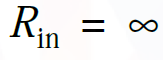 R_in = ∞